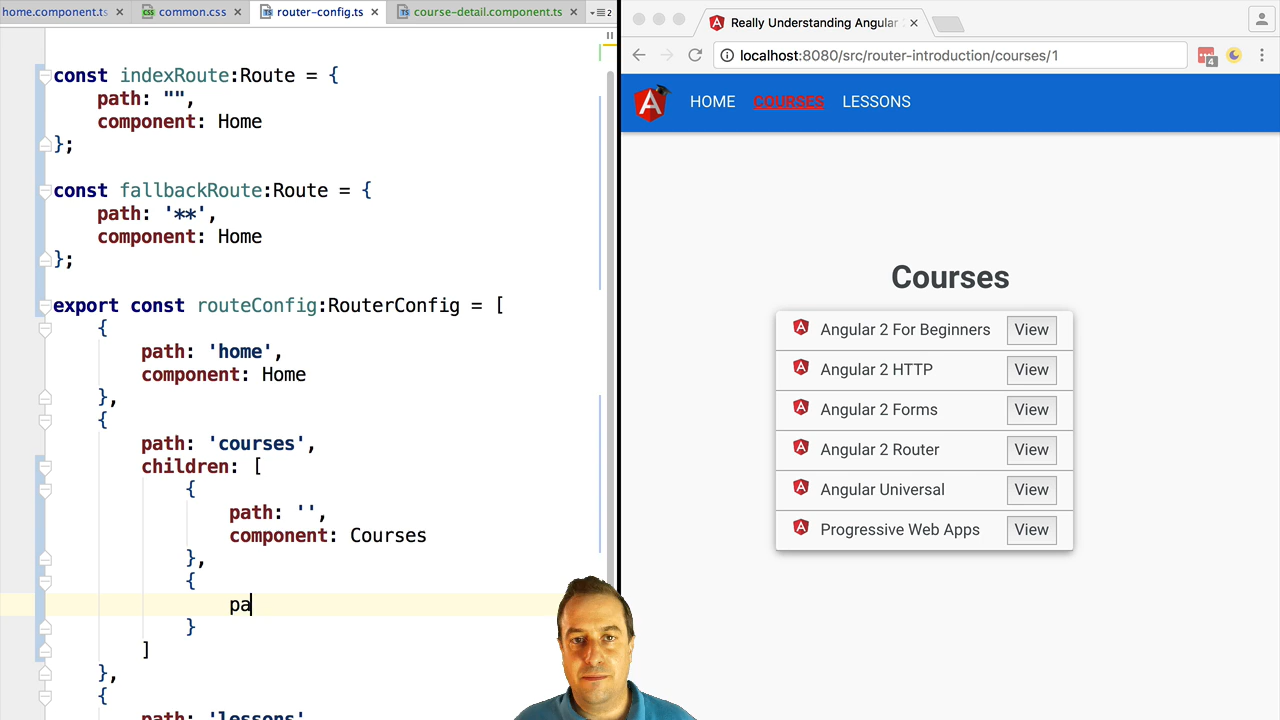 home.component.ts
common.css
router-config.ts
course-detail.component.ts
2
const indexRoute:Route = {
path: "",
component: Home
};
const fallbackRoute:Route = {
path: '**',
component: Home
};
export const routeConfig:RouterConfig = [
{
path: 'home',
component: Home
},
{
path: 'courses',
children: [
{
path: '',
component: Courses
},
{
pa
}
]
},
{
path: 'lessons'
Really Understanding Angular
localhost:8080/src/router-introduction/courses/1
4
A
HOME COURSES LESSONS
Courses
Angular 2 For Beginners View
Angular 2 HTTP View
Angular 2 Forms View
Angular 2 Router View
Angular Universal View
Progressive Web Apps View